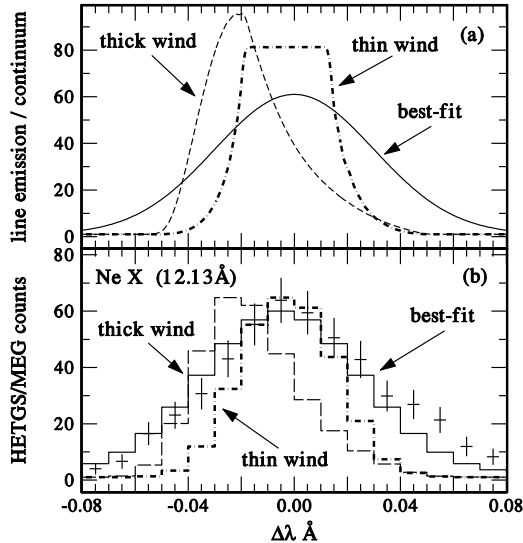 (a)
thick wind
thin wind
best-fit
line emission / continuum
80
60
40
20
0
(b)
Ne X (12.13Å)
thick wind
best-fit
thin wind
HETGS/MEG counts
80
60
40
20
0
-0.08 -0.04 0.00 0.04 0.08
Δλ Å